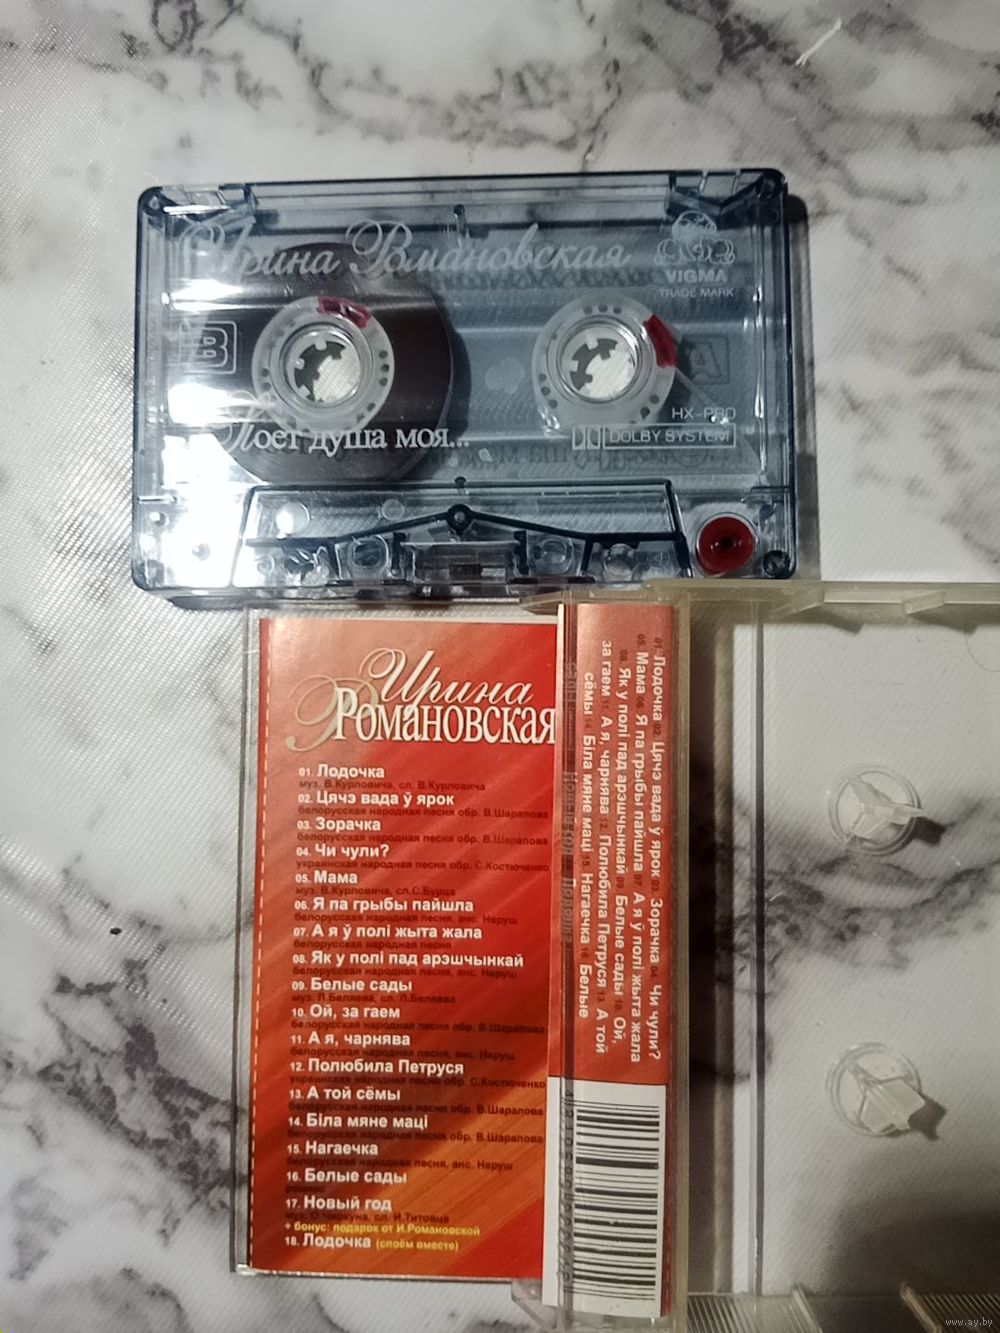 Ирина Романовская
VIGMA
TRADE MARK
B
A
HX-PRO
DOLBY SYSTEM
Поет душа моя...
Ирина
Романовская
01. Лодочка
муз. В.Курловича, сл. В.Курловича
02. Цячэ вада ў ярок
белорусская народная песня обр. В.Шарапова
03. Зорачка
белорусская народная песня обр. В.Шарапова
04. Чи чули?
украинская народная песня обр. С.Костюченко
05. Мама
муз. В.Курловича, сл.С.Бурца
06. Я па грыбы пайшла
белорусская народная песня, анс. Неруш
07. А я ў полі жыта жала
белорусская народная песня
08. Як у полі пад арэшчынкай
белорусская народная песня, анс. Неруш
09. Белые сады
муз. Л.Беляева, сл. Л.Беляева
10. Ой, за гаем
белорусская народная песня обр. В.Шарапова
11. А я, чарнява
белорусская народная песня, анс. Неруш
12. Полюбила Петруся
украинская народная песня обр. С.Костюченко
13. А той сёмы
белорусская народная песня обр. В.Шарапова
14. Біла мяне маці
белорусская народная песня обр. В.Шарапова
15. Нагаечка
белорусская народная песня, анс. Неруш
16. Белые сады
17. Новый год
муз. О.Чиркуна, сл. И.Титовца
+ бонус: подарок от И.Романовской
18. Лодочка (споём вместе)
01. Лодочка 02. Цячэ вада ў ярок 03. Зорачка 04. Чи чули?
05. Мама 06. Я па грыбы пайшла 07. А я ў полі жыта жала
08. Як у полі пад арэшчынкай 09. Белые сады 10. Ой,
за гаем 11. А я, чарнява 12. Полюбила Петруся 13. А той
сёмы 14. Біла мяне маці 15. Нагаечка 16. Белые
www.ay.by